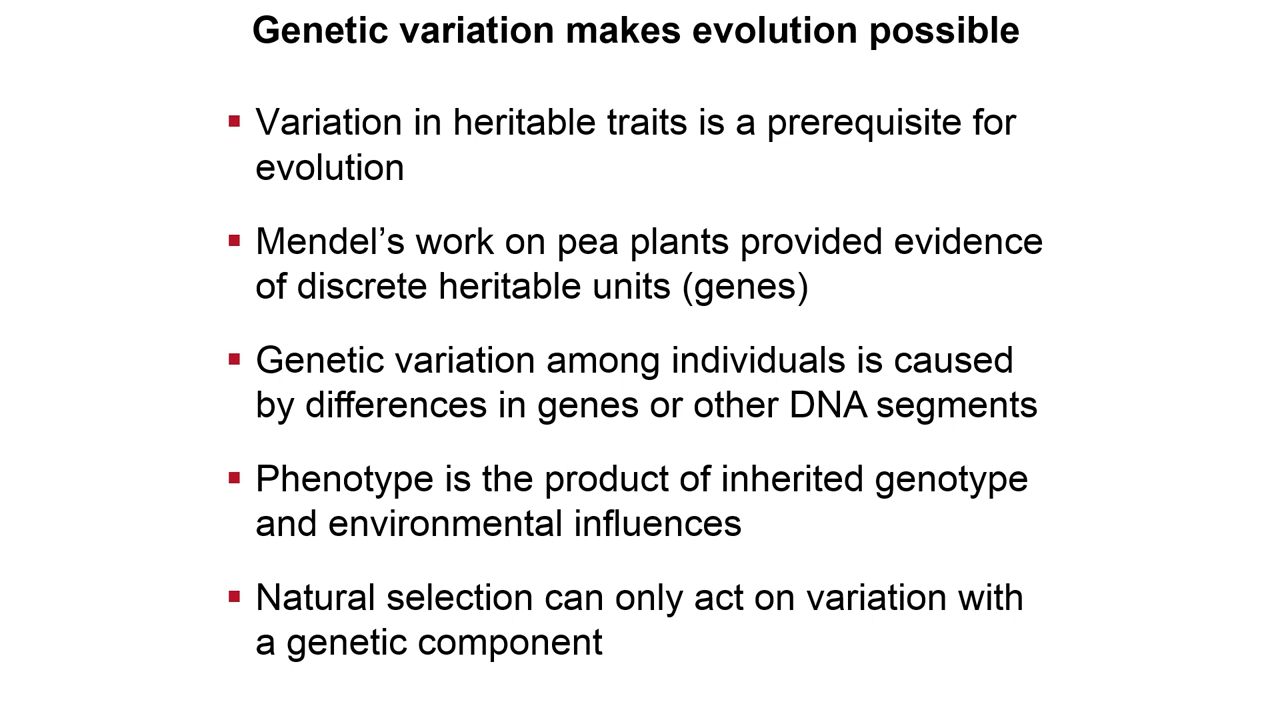 Genetic variation makes evolution possible
▪ Variation in heritable traits is a prerequisite for
evolution
▪ Mendel’s work on pea plants provided evidence
of discrete heritable units (genes)
▪ Genetic variation among individuals is caused
by differences in genes or other DNA segments
▪ Phenotype is the product of inherited genotype
and environmental influences
▪ Natural selection can only act on variation with
a genetic component